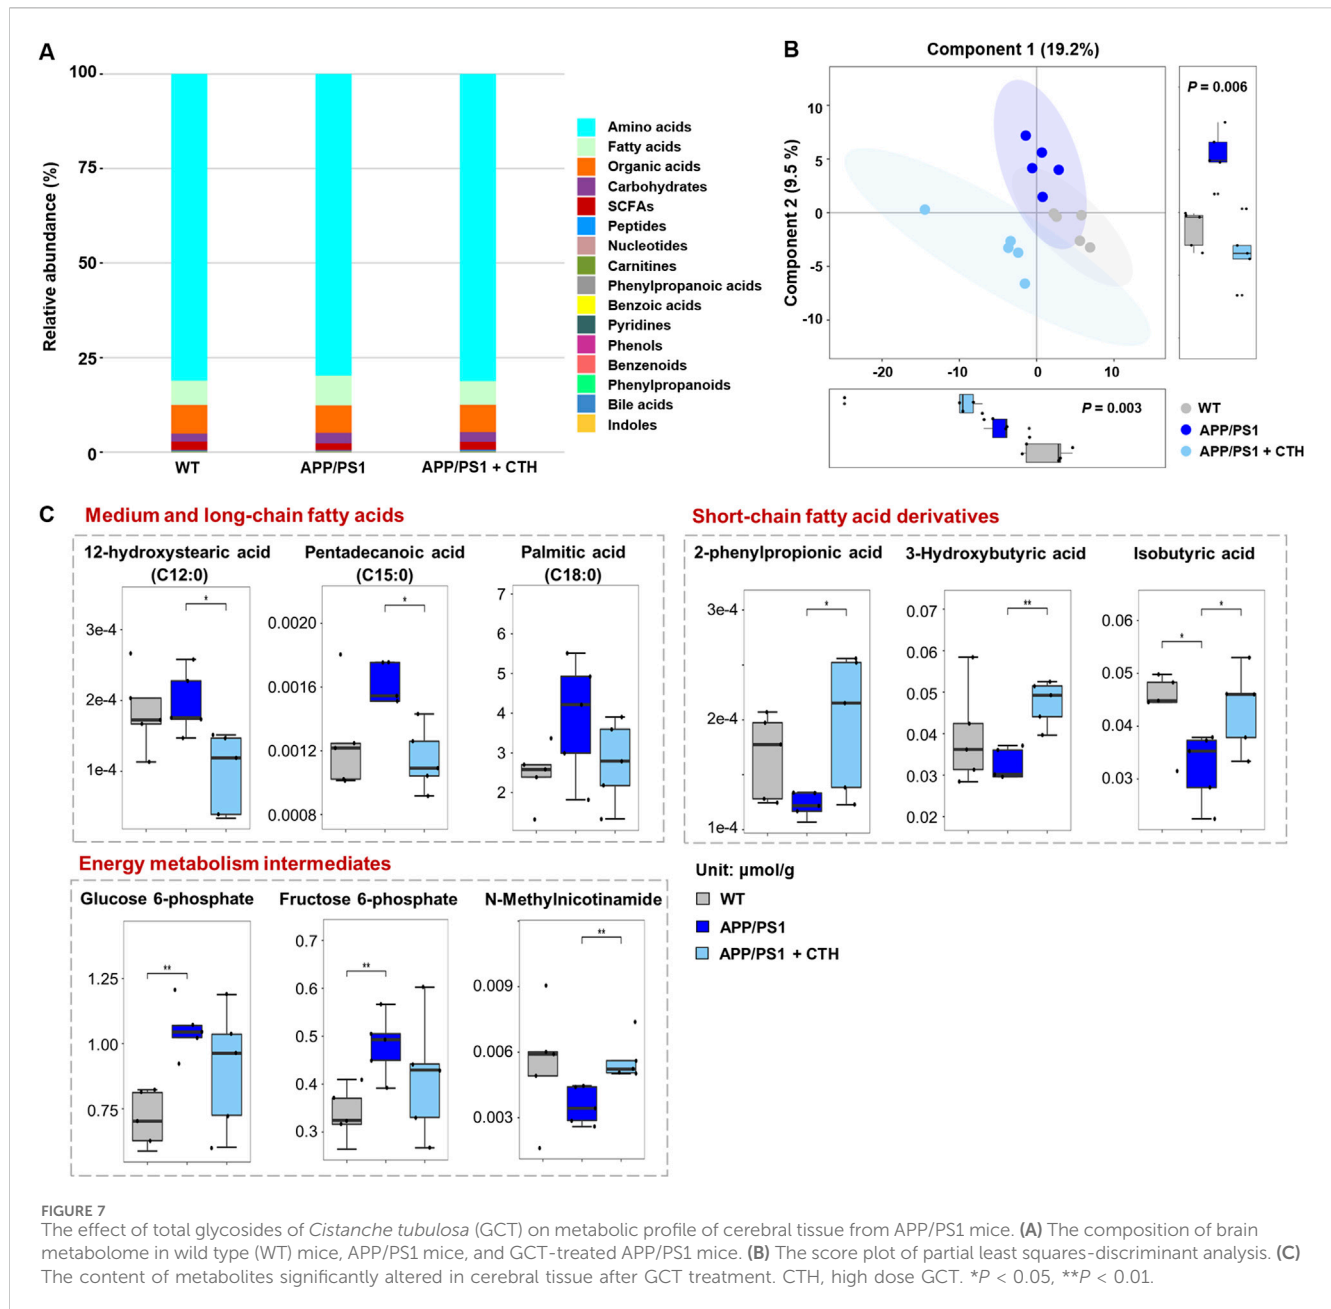 A
100
75
50
25
0
Relative abundance (%)
WT
APP/PS1
APP/PS1 + CTH
Amino acids
Fatty acids
Organic acids
Carbohydrates
SCFAs
Peptides
Nucleotides
Carnitines
Phenylpropanoic acids
Benzoic acids
Pyridines
Phenols
Benzenoids
Phenylpropanoids
Bile acids
Indoles
B
Component 1 (19.2%)
Component 2 (9.5 %)
10
5
0
-5
-10
-20
-10
0
10
P = 0.006
P = 0.003
WT
APP/PS1
APP/PS1 + CTH
C
Medium and long-chain fatty acids
12-hydroxystearic acid
(C12:0)
3e-4
2e-4
1e-4
*
Pentadecanoic acid
(C15:0)
0.0020
0.0016
0.0012
0.0008
*
Palmitic acid
(C18:0)
7
6
5
4
3
2
Short-chain fatty acid derivatives
2-phenylpropionic acid
3e-4
2e-4
1e-4
*
3-Hydroxybutyric acid
0.07
0.06
0.05
0.04
0.03
0.02
**
Isobutyric acid
0.06
0.05
0.04
0.03
*
*
Energy metabolism intermediates
Glucose 6-phosphate
1.25
1.00
0.75
**
Fructose 6-phosphate
0.7
0.6
0.5
0.4
0.3
**
N-Methylnicotinamide
0.009
0.006
0.003
**
Unit: μmol/g
WT
APP/PS1
APP/PS1 + CTH
FIGURE 7
The effect of total glycosides of Cistanche tubulosa (GCT) on metabolic profile of cerebral tissue from APP/PS1 mice. (A) The composition of brain
metabolome in wild type (WT) mice, APP/PS1 mice, and GCT-treated APP/PS1 mice. (B) The score plot of partial least squares-discriminant analysis. (C)
The content of metabolites significantly altered in cerebral tissue after GCT treatment. CTH, high dose GCT. *P < 0.05, **P < 0.01.